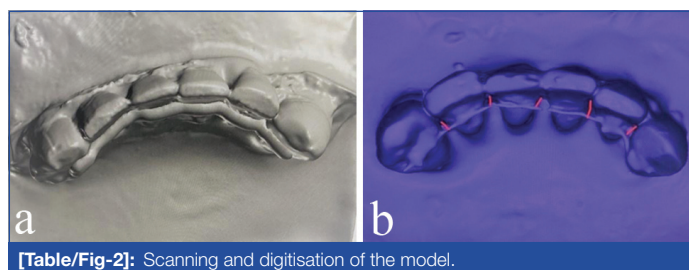 a
b
[Table/Fig-2]: Scanning and digitisation of the model.